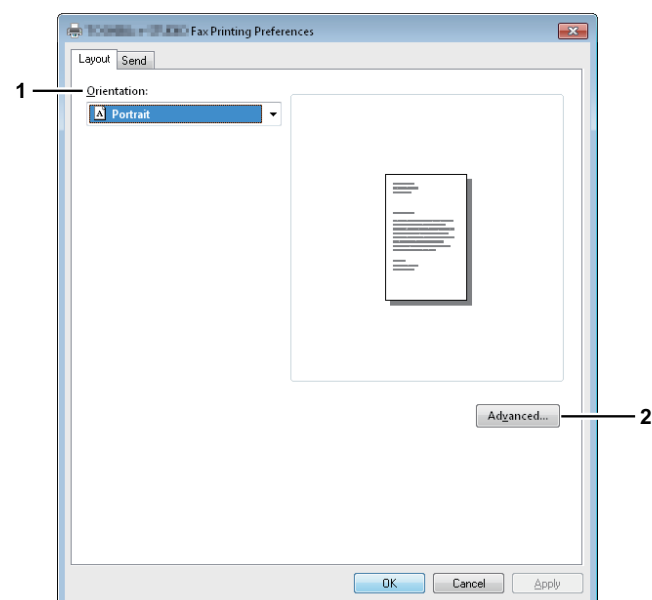 Fax Printing Preferences
Layout Send
1
Orientation:
Portrait
Advanced...
2
OK Cancel Apply